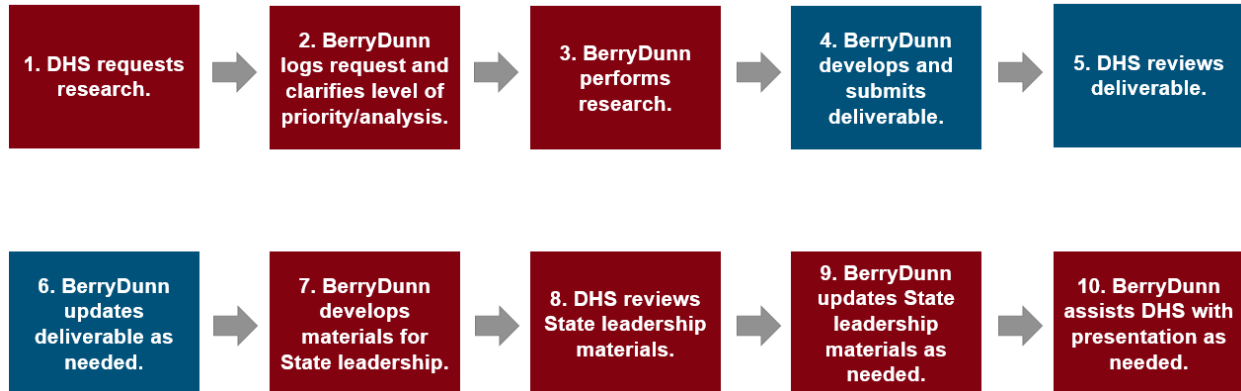 1. DHS requests
research.
2. BerryDunn
logs request and
clarifies level of
priority/analysis.
3. BerryDunn
performs
research.
4. BerryDunn
develops and
submits
deliverable.
5. DHS reviews
deliverable.
6. BerryDunn
updates
deliverable as
needed.
7. BerryDunn
develops
materials for
State leadership.
8. DHS reviews
State leadership
materials.
9. BerryDunn
updates State
leadership
materials as
needed.
10. BerryDunn
assists DHS with
presentation as
needed.